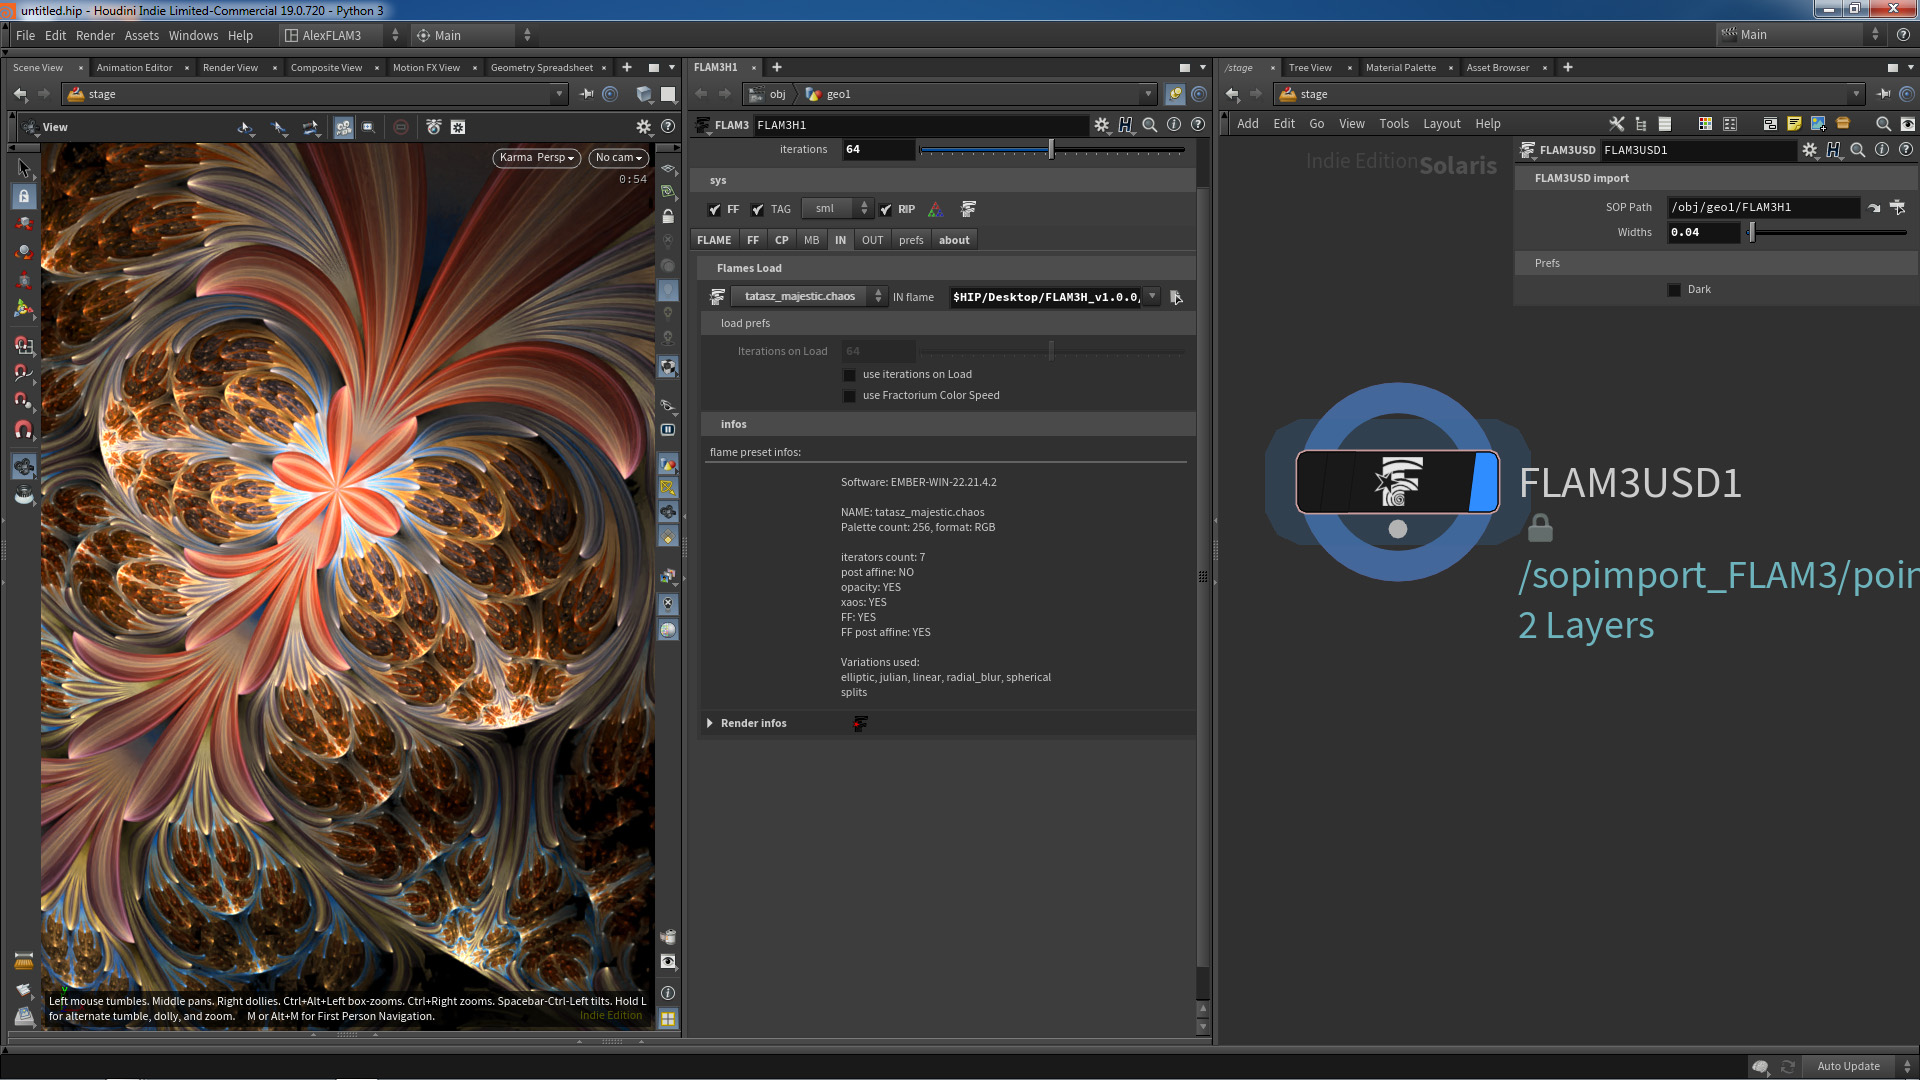 untitled.hip - Houdini Indie Limited-Commercial 19.0.720 - Python 3
File Edit Render Assets Windows Help AlexFLAM3 Main Main
Scene View Animation Editor Render View Composite View Motion FX View Geometry Spreadsheet
stage
View
Karma Persp No cam
0:54
Left mouse tumbles. Middle pans. Right dollies. Ctrl+Alt+Left box-zooms. Ctrl+Right zooms. Spacebar-Ctrl-Left tilts. Hold L
for alternate tumble, dolly, and zoom. M or Alt+M for First Person Navigation.
Indie Edition
FLAM3H1
obj geo1
FLAM3 FLAM3H1
iterations 64
sys
FF TAG sml RIP
FLAME FF CP MB IN OUT prefs about
Flames Load
tatasz_majestic.chaos IN flame $HIP/Desktop/FLAM3H_v1.0.0,
load prefs
Iterations on Load 64
use iterations on Load
use Fractorium Color Speed
infos
flame preset infos:
Software: EMBER-WIN-22.21.4.2
NAME: tatasz_majestic.chaos
Palette count: 256, format: RGB
iterators count: 7
post affine: NO
opacity: YES
xaos: YES
FF: YES
FF post affine: YES
Variations used:
elliptic, julian, linear, radial_blur, spherical
splits
Render infos
/stage Tree View Material Palette Asset Browser
stage
Add Edit Go View Tools Layout Help
Indie Edition Solaris
FLAM3USD FLAM3USD1
FLAM3USD import
SOP Path /obj/geo1/FLAM3H1
Widths 0.04
Prefs
Dark
FLAM3USD1
/sopimport_FLAM3/poin
2 Layers
Auto Update